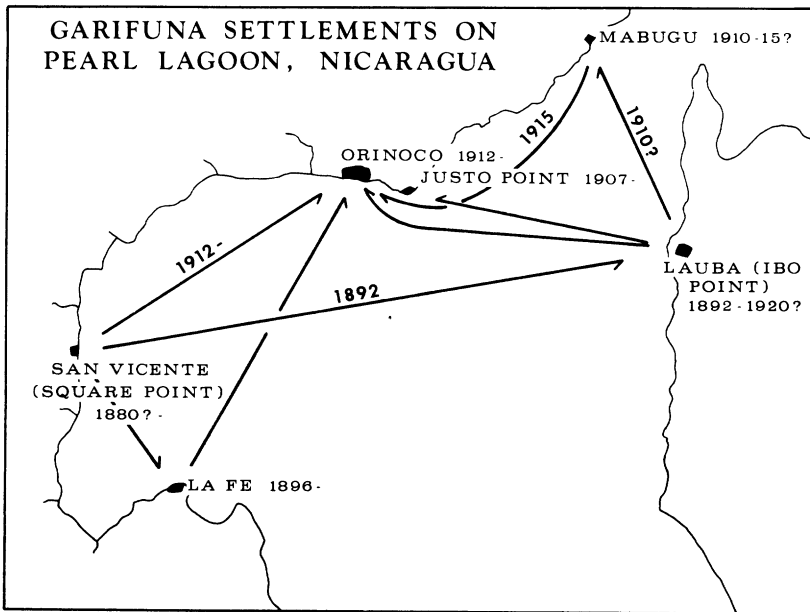 GARIFUNA SETTLEMENTS ON
PEARL LAGOON, NICARAGUA
MABUGU 1910-15?
1915
1910?
ORINOCO 1912-
JUSTO POINT 1907-
1912-
1892
LAUBA (IBO
POINT)
1892-1920?
SAN VICENTE
(SQUARE POINT)
1880?-
LA FE 1896-